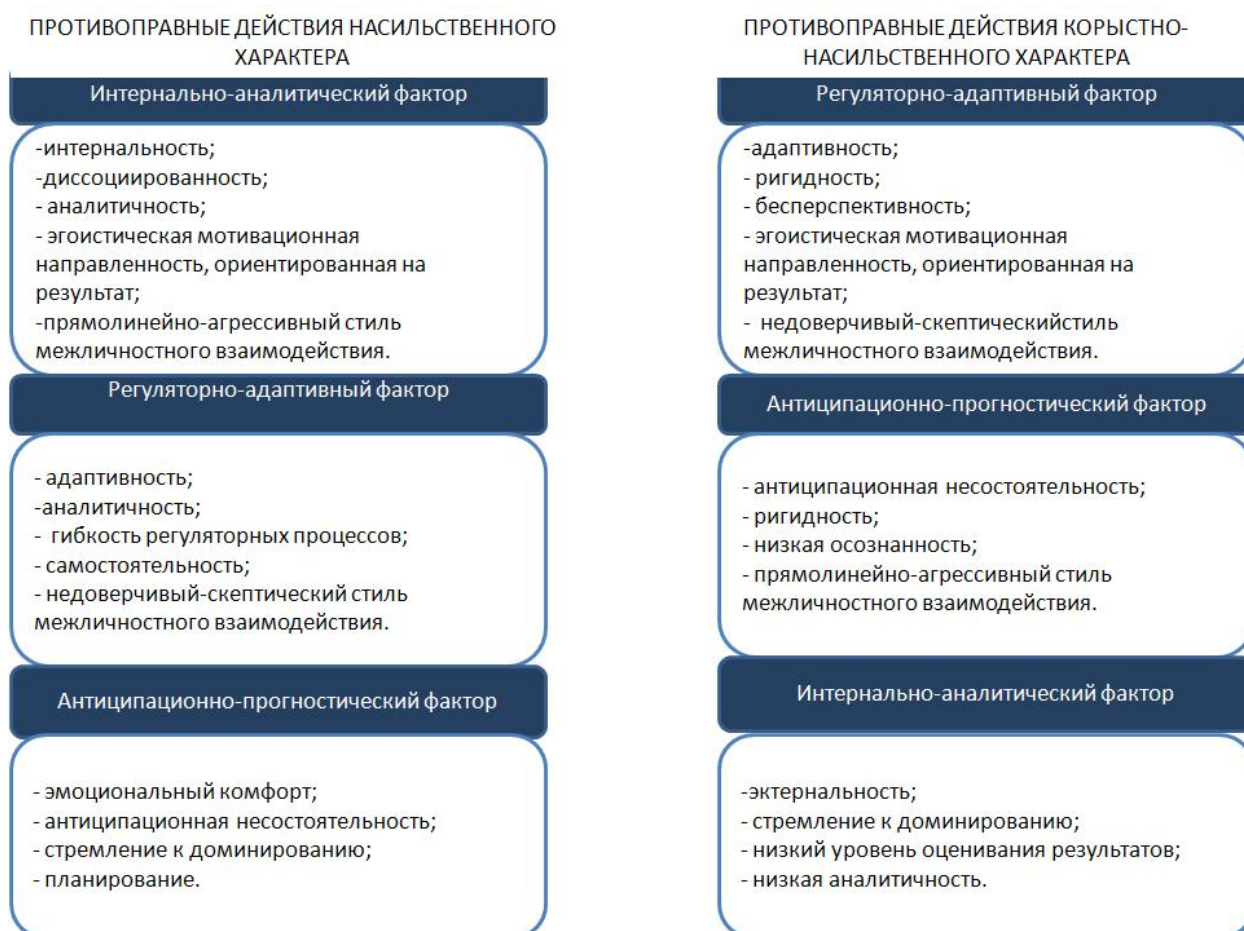 ПРОТИВОПРАВНЫЕ ДЕЙСТВИЯ НАСИЛЬСТВЕННОГО
ХАРАКТЕРА
Интернально-аналитический фактор
-интернальность;
-диссоциированность;
- аналитичность;
- эгоистическая мотивационная
направленность, ориентированная на
результат;
-прямолинейно-агрессивный стиль
межличностного взаимодействия.
Регуляторно-адаптивный фактор
- адаптивность;
-аналитичность;
- гибкость регуляторных процессов;
- самостоятельность;
- недоверчивый-скептический стиль
межличностного взаимодействия.
Антиципационно-прогностический фактор
- эмоциональный комфорт;
- антиципационная несостоятельность;
- стремление к доминированию;
- планирование.
ПРОТИВОПРАВНЫЕ ДЕЙСТВИЯ КОРЫСТНО-
НАСИЛЬСТВЕННОГО ХАРАКТЕРА
Регуляторно-адаптивный фактор
-адаптивность;
- ригидность;
- бесперспективность;
- эгоистическая мотивационная
направленность, ориентированная на
результат;
- недоверчивый-скептическийстиль
межличностного взаимодействия.
Антиципационно-прогностический фактор
- антиципационная несостоятельность;
- ригидность;
- низкая осознанность;
- прямолинейно-агрессивный стиль
межличностного взаимодействия.
Интернально-аналитический фактор
-эктернальность;
- стремление к доминированию;
- низкий уровень оценивания результатов;
- низкая аналитичность.